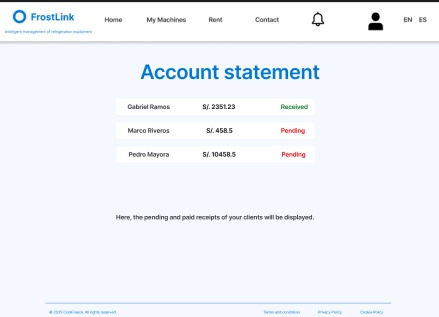 FrostLink
Intelligent management of refrigeration equipment
Home My Machines Rent Contact EN ES
Account statement
Gabriel Ramos S/. 2351.23 Received
Marco Riveros S/. 458.5 Pending
Pedro Mayora S/. 10458.5 Pending
Here, the pending and paid receipts of your clients will be displayed.
© 2025 CoolFreeze. All rights reserved. Terms and conditions Privacy Policy Cookie Policy